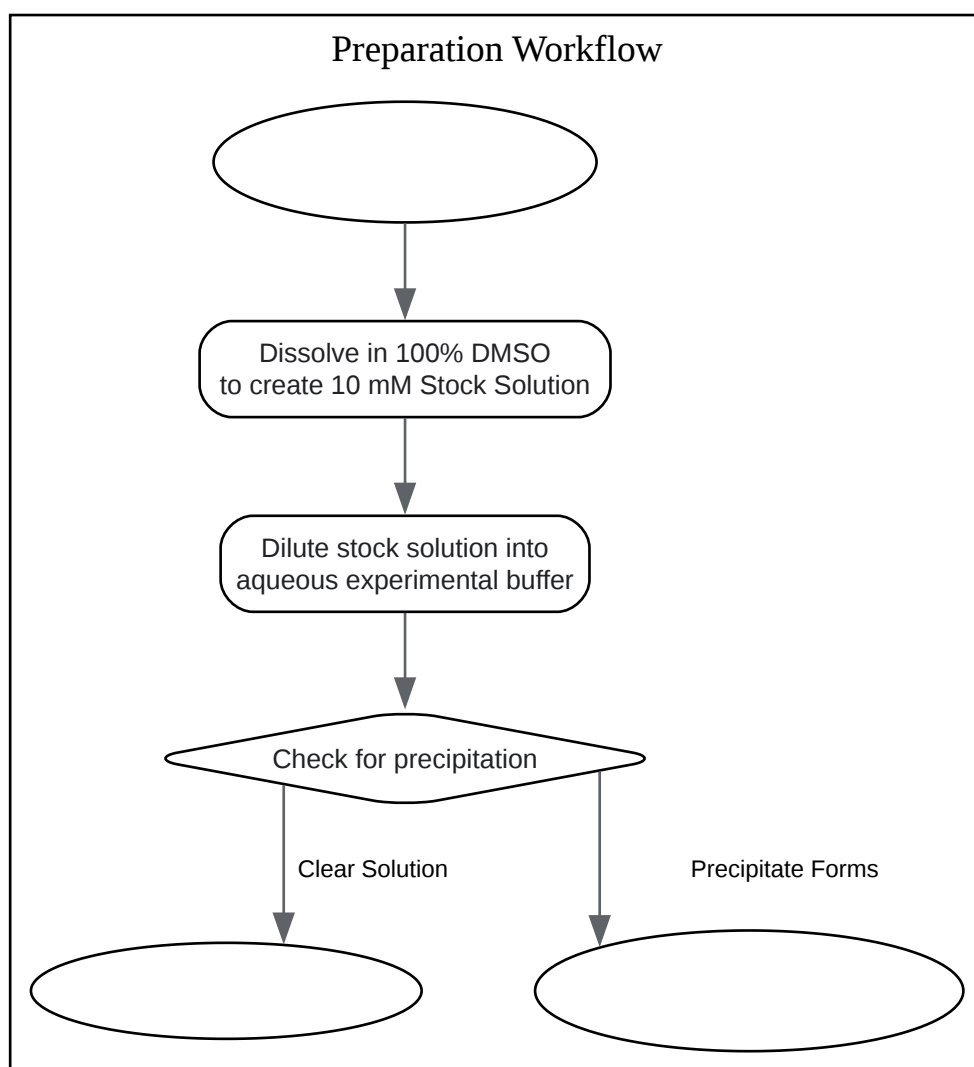 Preparation Workflow
Dissolve in 100% DMSO
to create 10 mM Stock Solution
Dilute stock solution into
aqueous experimental buffer
Check for precipitation
Clear Solution
Precipitate Forms